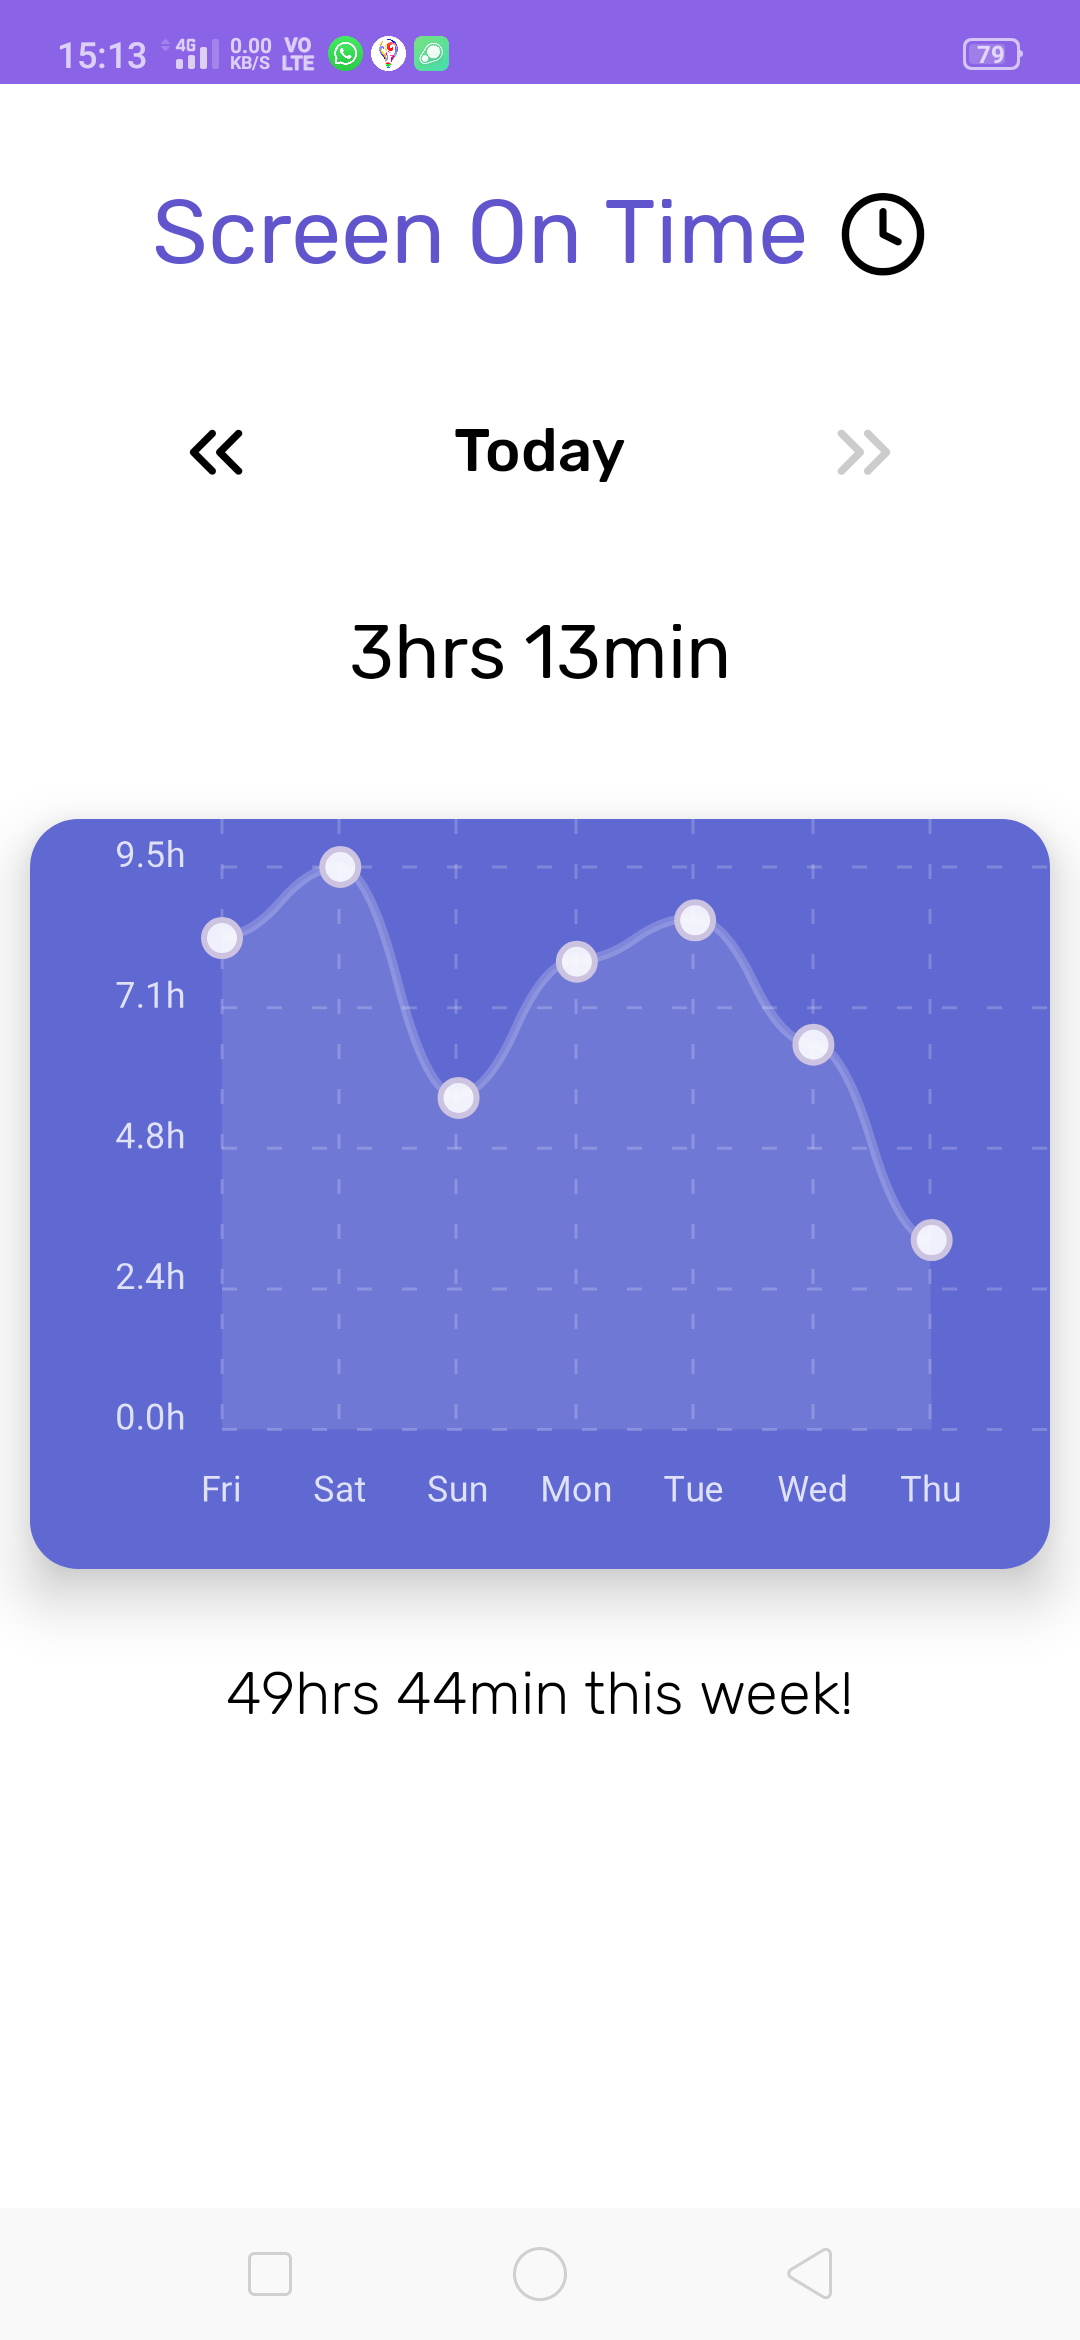 15:13 4G 0.00 KB/S VO LTE 79
Screen On Time
Today
3hrs 13min
9.5h
7.1h
4.8h
2.4h
0.0h
Fri Sat Sun Mon Tue Wed Thu
49hrs 44min this week!